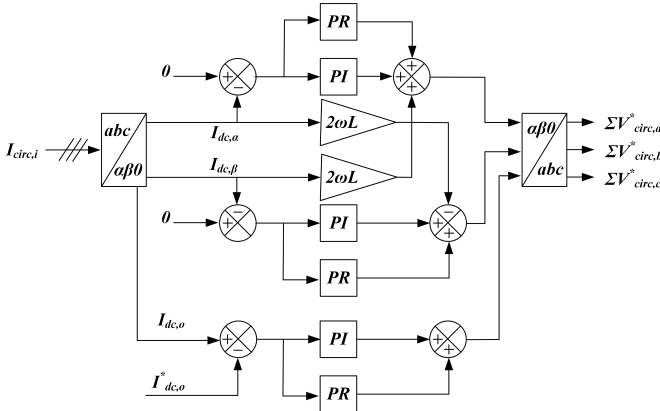 PR
0
PI
abc
αβ0
I_circ,i
I_dc,α
2ωL
αβ0
abc
ΣV*_circ,a
ΣV*_circ,b
ΣV*_circ,c
I_dc,β
2ωL
0
PI
PR
I_dc,o
PI
I*_dc,o
PR